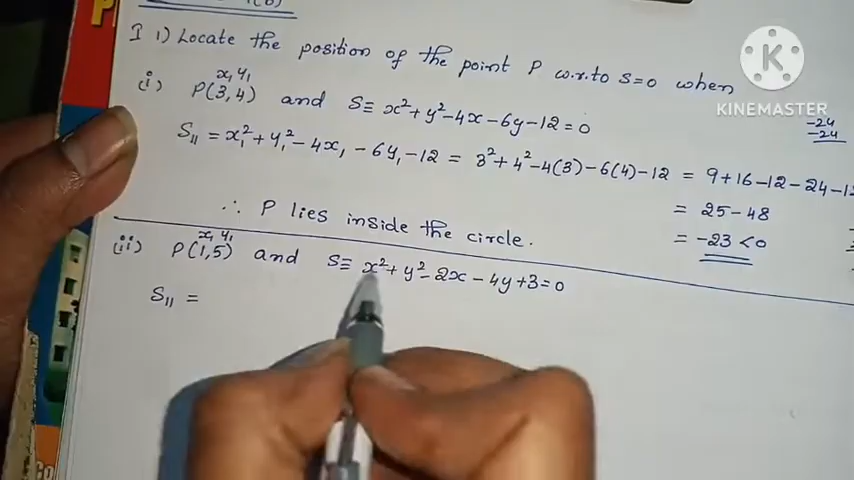 I 1) Locate the position of the point P w.r.to S=0 when
(i) P(3,4) and S≡ x²+y²-4x-6y-12=0
x₁ y₁
S₁₁ = x₁²+y₁²-4x₁-6y₁-12 = 3²+4²-4(3)-6(4)-12 = 9+16-12-24-12
= 25-48
= -23<0
∴ P lies inside the circle.
(ii) P(1,5) and S≡ x²+y²-2x-4y+3=0
x₁ y₁
S₁₁ =
-24
-24
K
KINEMASTER